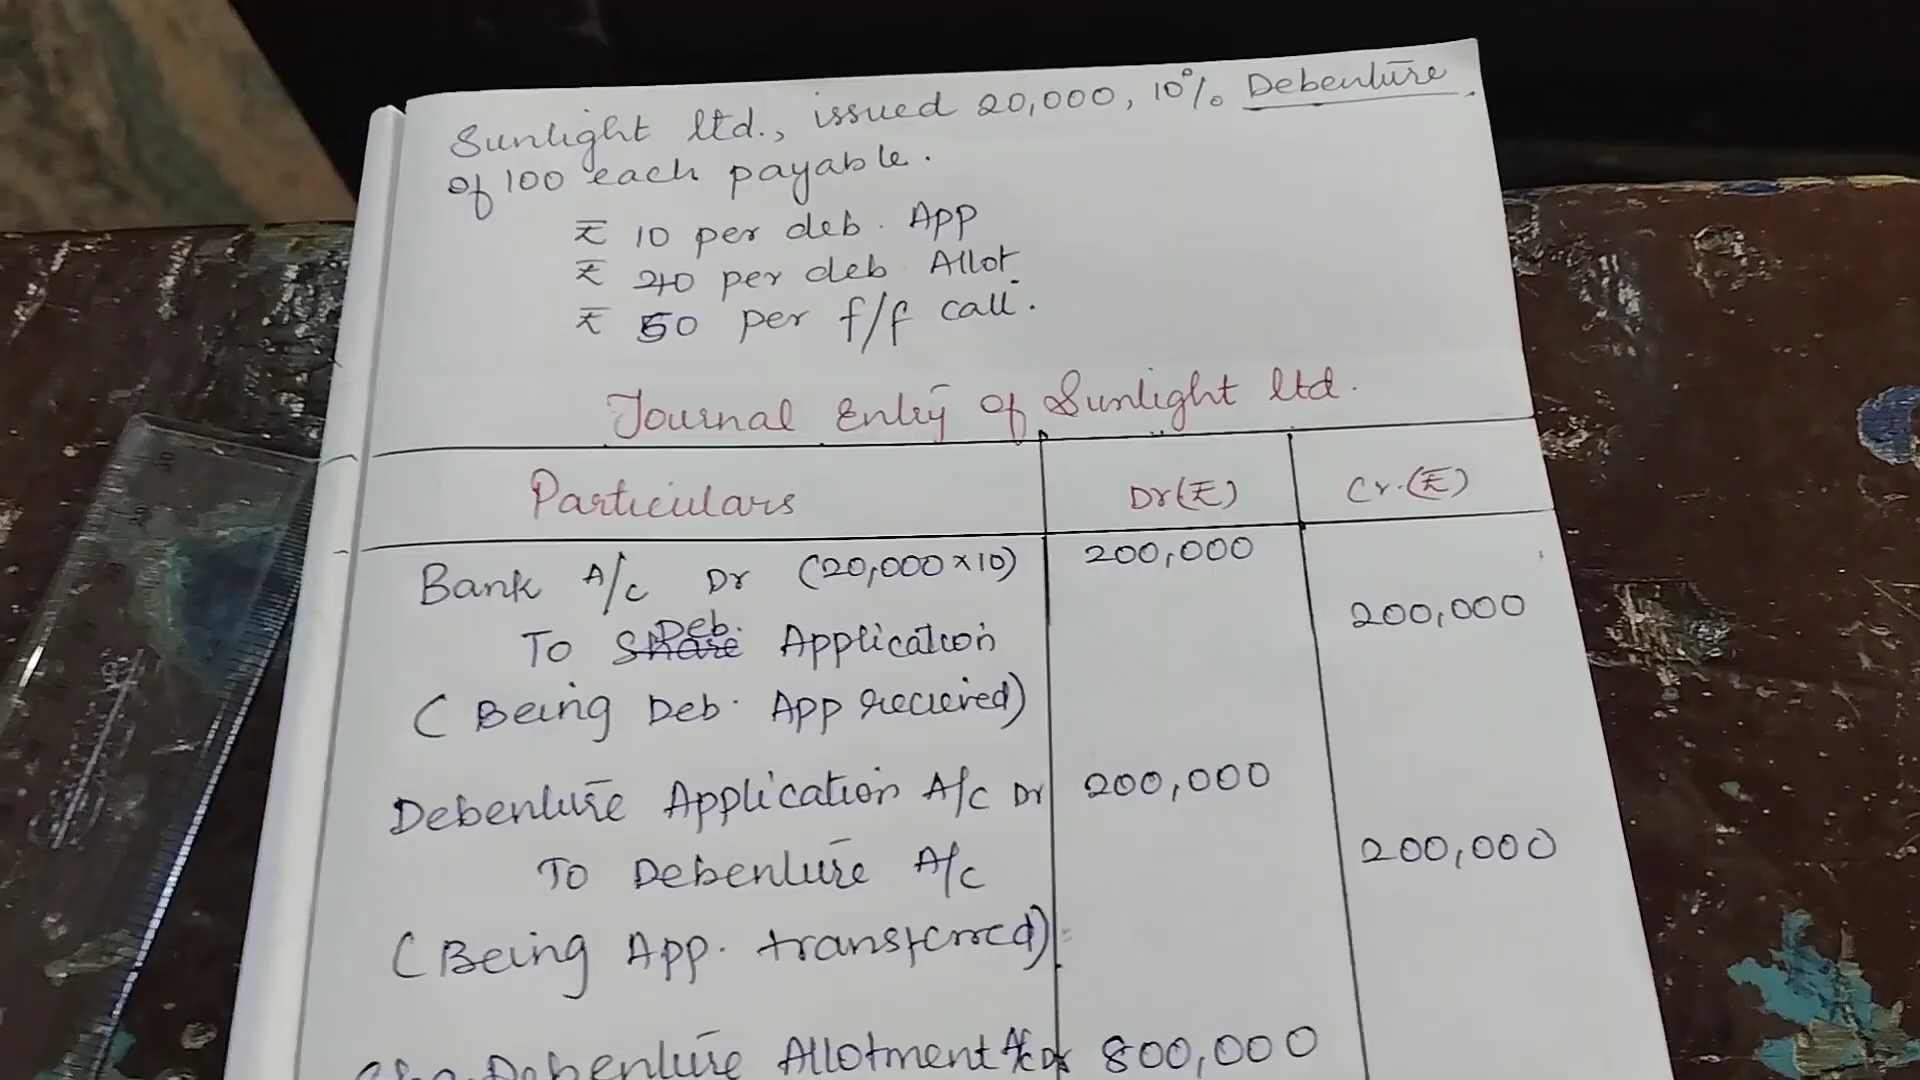 Sunlight ltd., issued 20,000, 10% Debenture.
of 100 each payable.
₹ 10 per deb. App
₹ 40 per deb Allot
₹ 50 per f/f call.
Journal Entry of Sunlight ltd.
Particulars Dr(₹) Cr.(₹)
Bank A/c Dr (20,000×10) 200,000
To Share Deb. Application 200,000
(Being Deb. App recieved)
Debenture Application A/c Dr 200,000
To Debenture A/c 200,000
(Being App. transferred)
Debenture Allotment A/c Dr 800,000